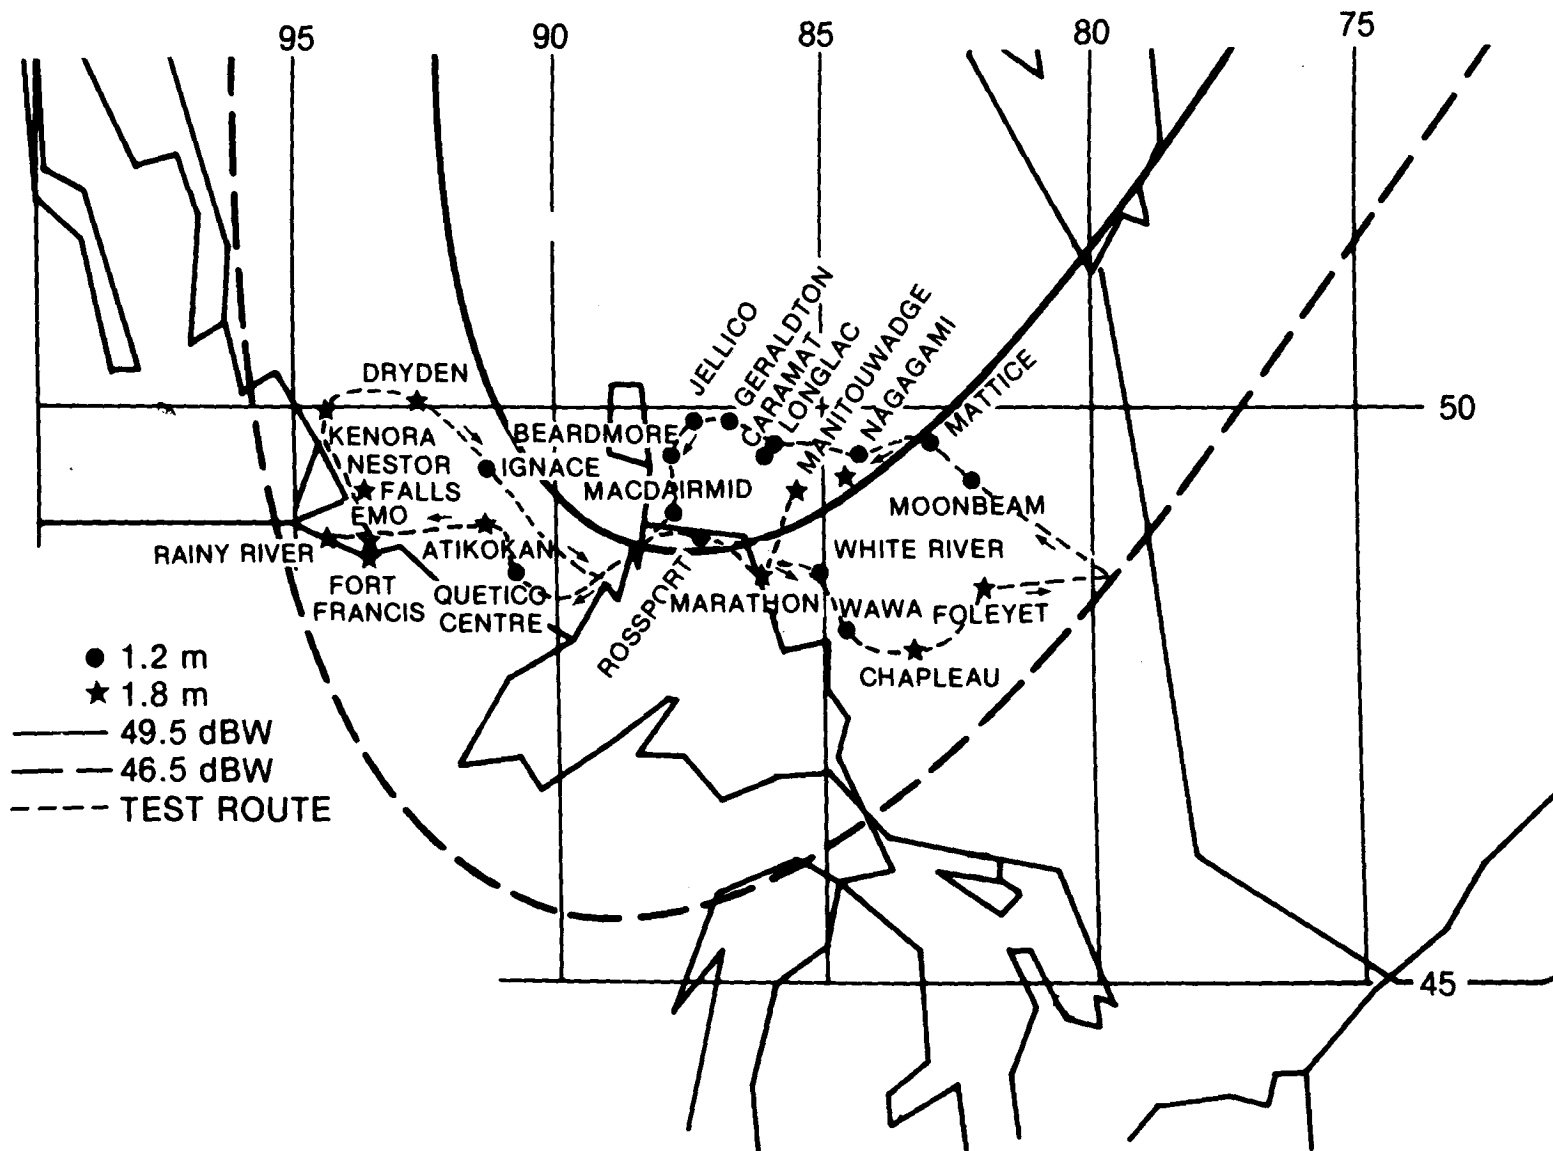 95
90
85
80
75
JELLICO
GERALDTON
CARAMAT
LONGLAC
MANITOUWADGE
NAGAGAMI
MATTICE
DRYDEN
50
KENORA
BEARDMORE
NESTOR
FALLS
IGNACE
MACDAIRMID
EMO
MOONBEAM
RAINY RIVER
ATIKOKAN
WHITE RIVER
FORT
FRANCIS
QUETICO
CENTRE
ROSSPORT
MARATHON
WAWA
FOLEYET
CHAPLEAU
1.2 m
1.8 m
49.5 dBW
46.5 dBW
TEST ROUTE
45